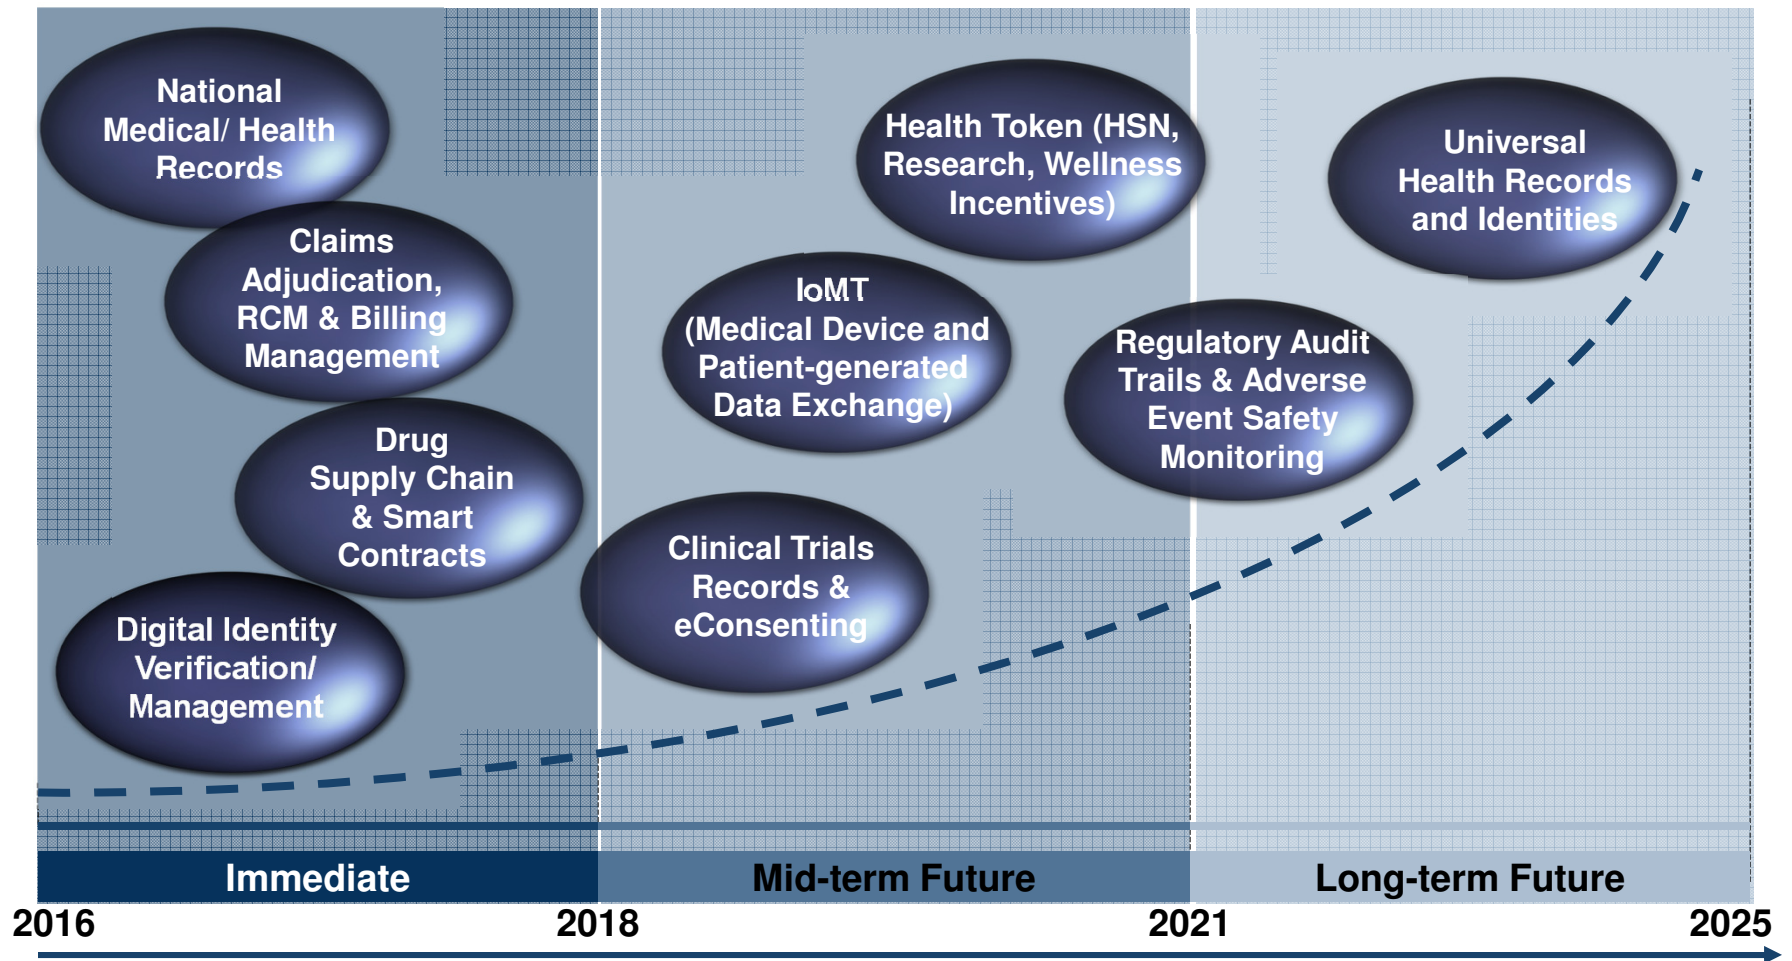 National
Medical/ Health
Records
Claims
Adjudication,
RCM & Billing
Management
Drug
Supply Chain
& Smart
Contracts
Digital Identity
Verification/
Management
Health Token (HSN,
Research, Wellness
Incentives)
IoMT
(Medical Device and
Patient-generated
Data Exchange)
Clinical Trials
Records &
eConsenting
Universal
Health Records
and Identities
Regulatory Audit
Trails & Adverse
Event Safety
Monitoring
Immediate
Mid-term Future
Long-term Future
2016
2018
2021
2025